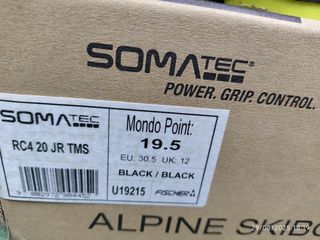 SOMATEC®
POWER. GRIP. CONTROL.
SOMATEC
RC4 20 JR TMS
Mondo Point:
19.5
EU: 30,5 UK: 12
BLACK / BLACK
U19215 FISCHER
ALPINE SKIBO
29/08/2025 18:19